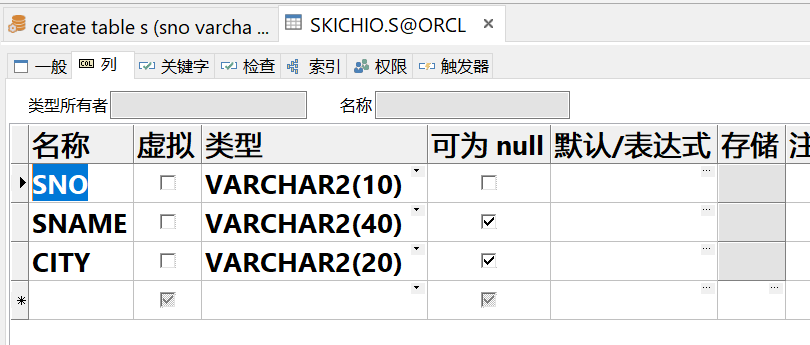 create table s (sno varcha ... SKICHIO.S@ORCL
一般 列 关键字 检查 索引 权限 触发器
类型所有者 名称
名称 虚拟 类型 可为 null 默认/表达式 存储
SNO VARCHAR2(10)
SNAME VARCHAR2(40)
CITY VARCHAR2(20)